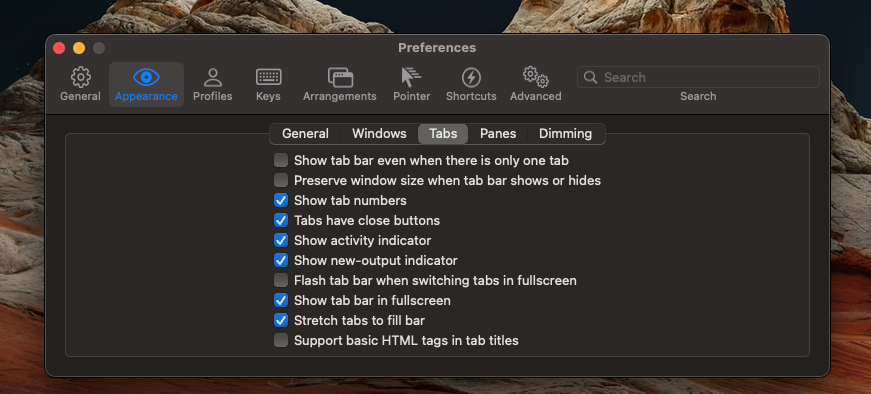 Preferences
General Appearance Profiles Keys Arrangements Pointer Shortcuts Advanced Search
Search
General Windows Tabs Panes Dimming
Show tab bar even when there is only one tab
Preserve window size when tab bar shows or hides
Show tab numbers
Tabs have close buttons
Show activity indicator
Show new-output indicator
Flash tab bar when switching tabs in fullscreen
Show tab bar in fullscreen
Stretch tabs to fill bar
Support basic HTML tags in tab titles